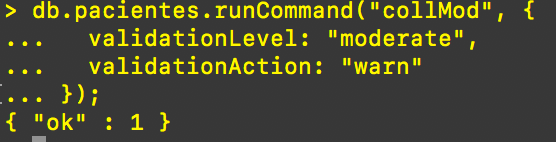 > db.pacientes.runCommand("collMod", {
... validationLevel: "moderate",
... validationAction: "warn"
... });
{ "ok" : 1 }